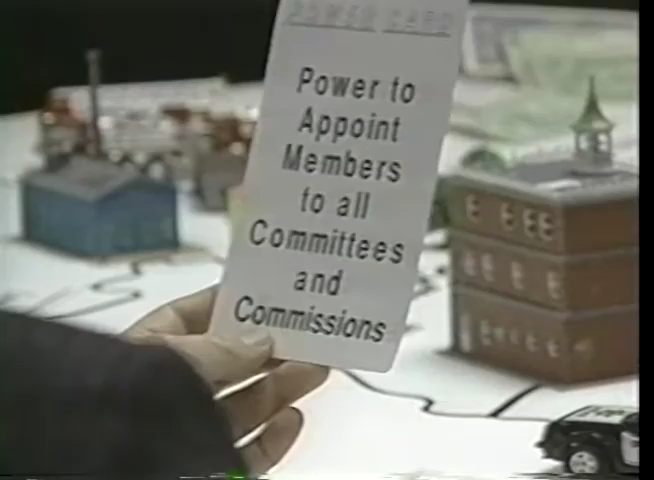 POWER CARD
Power to
Appoint
Members
to all
Committees
and
Commissions